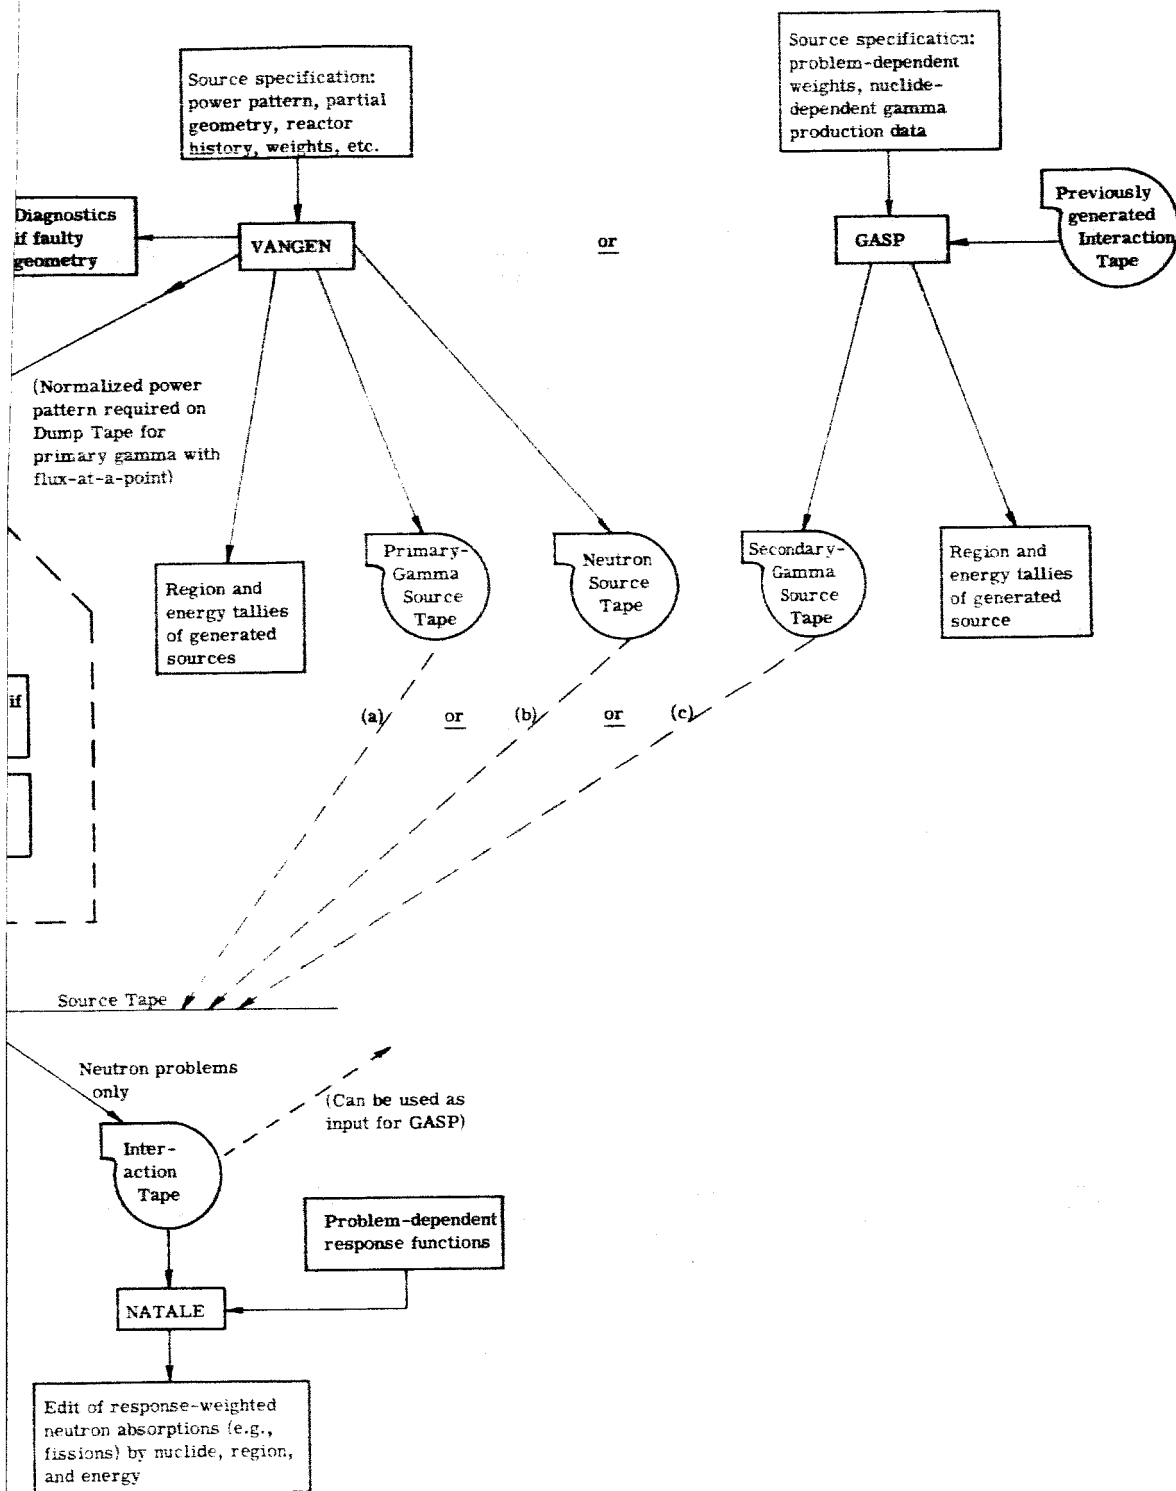 Source specification:
power pattern, partial
geometry, reactor
history, weights, etc.
Source specification:
problem-dependent
weights, nuclide-
dependent gamma
production data
Previously
generated
Interaction
Tape
Diagnostics
if faulty
geometry
VANGEN
or
GASP
(Normalized power
pattern required on
Dump Tape for
primary gamma with
flux-at-a-point)
Region and
energy tallies
of generated
sources
Primary-
Gamma
Source
Tape
Neutron
Source
Tape
Secondary-
Gamma
Source
Tape
Region and
energy tallies
of generated
source
if
(a) or (b) or (c)
Source Tape
Neutron problems
only
(Can be used as
input for GASP)
Inter-
action
Tape
Problem-dependent
response functions
NATALE
Edit of response-weighted
neutron absorptions (e.g.,
fissions) by nuclide, region,
and energy